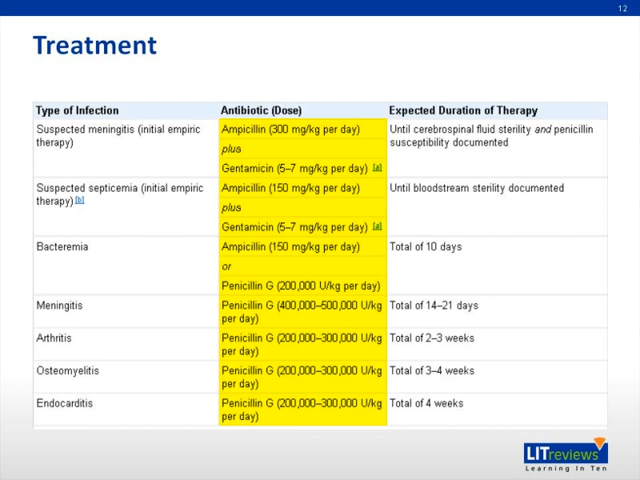 12
Treatment
Type of Infection Antibiotic (Dose) Expected Duration of Therapy
Suspected meningitis (initial empiric therapy) Ampicillin (300 mg/kg per day) Until cerebrospinal fluid sterility and penicillin susceptibility documented
plus
Gentamicin (5–7 mg/kg per day) [a]
Suspected septicemia (initial empiric therapy) [b] Ampicillin (150 mg/kg per day) Until bloodstream sterility documented
plus
Gentamicin (5–7 mg/kg per day) [a]
Bacteremia Ampicillin (150 mg/kg per day) Total of 10 days
or
Penicillin G (200,000 U/kg per day)
Meningitis Penicillin G (400,000–500,000 U/kg per day) Total of 14–21 days
Arthritis Penicillin G (200,000–300,000 U/kg per day) Total of 2–3 weeks
Osteomyelitis Penicillin G (200,000–300,000 U/kg per day) Total of 3–4 weeks
Endocarditis Penicillin G (200,000–300,000 U/kg per day) Total of 4 weeks
LITreviews
Learning In Ten